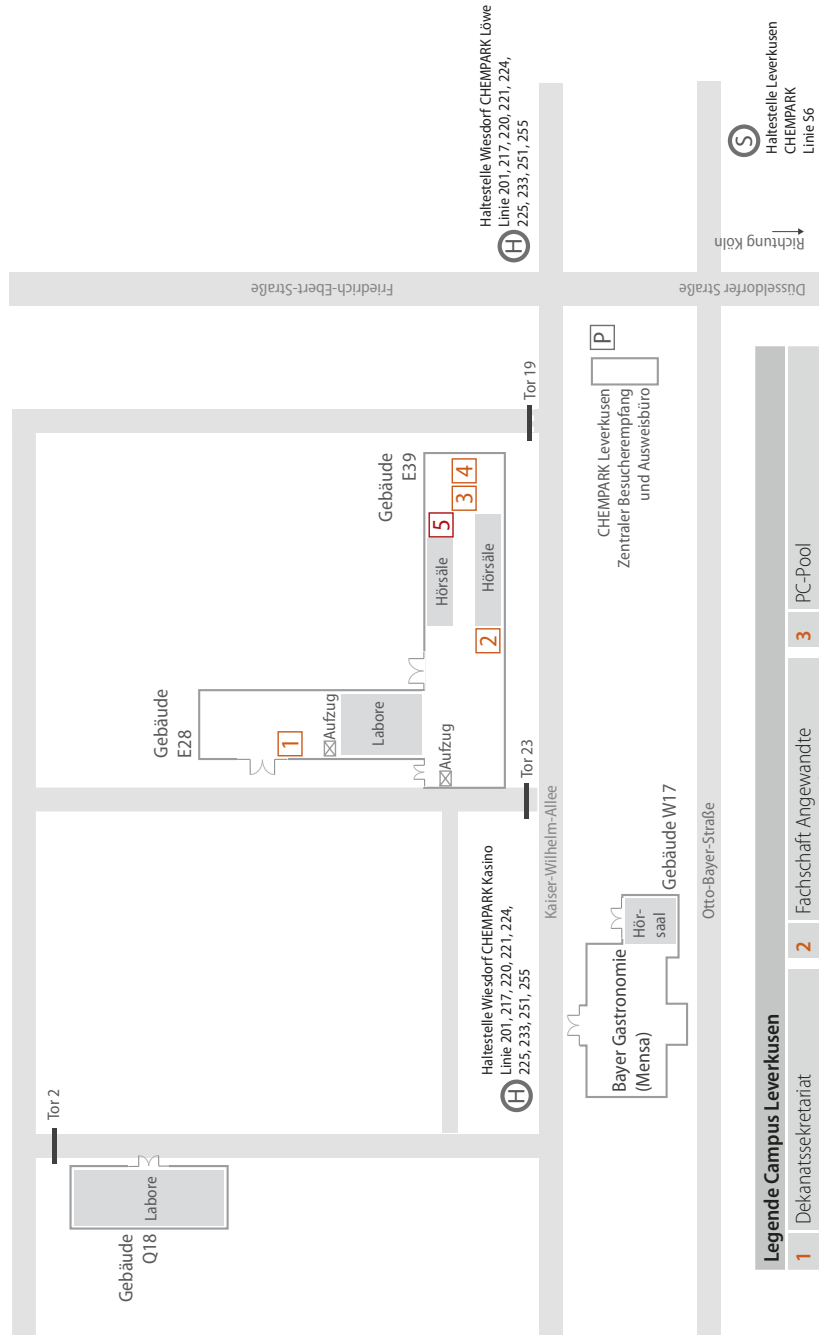 Tor 2
Gebäude
Q18
Labore
Haltestelle Wiesdorf CHEMPARK Kasino
Linie 201, 217, 220, 221, 224,
225, 233, 251, 255
H
Gebäude
E28
1
Aufzug
Labore
Aufzug
Tor 23
Gebäude
E39
5
3
4
Hörsäle
Hörsäle
2
Tor 19
Friedrich-Ebert-Straße
Haltestelle Wiesdorf CHEMPARK Löwe
Linie 201, 217, 220, 221, 224,
225, 233, 251, 255
H
Kaiser-Wilhelm-Allee
Bayer Gastronomie
(Mensa)
Hör-
saal
Gebäude W17
CHEMPARK Leverkusen
Zentraler Besucherempfang
und Ausweisbüro
P
Otto-Bayer-Straße
Düsseldorfer Straße
Richtung Köln
S
Haltestelle Leverkusen
CHEMPARK
Linie S6
Legende Campus Leverkusen
1 Dekanatssekretariat
2 Fachschaft Angewandte
3 PC-Pool